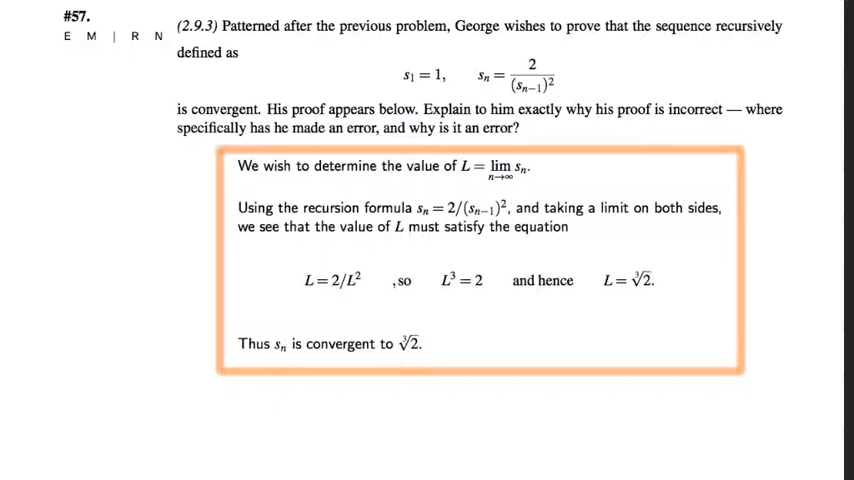 #57.
E M | R N
(2.9.3) Patterned after the previous problem, George wishes to prove that the sequence recursively
defined as
s₁ = 1, sₙ = 2/(sₙ₋₁)²
is convergent. His proof appears below. Explain to him exactly why his proof is incorrect — where
specifically has he made an error, and why is it an error?
We wish to determine the value of L = lim n→∞ sₙ.
Using the recursion formula sₙ = 2/(sₙ₋₁)², and taking a limit on both sides,
we see that the value of L must satisfy the equation
L = 2/L² , so L³ = 2 and hence L = ∛2.
Thus sₙ is convergent to ∛2.